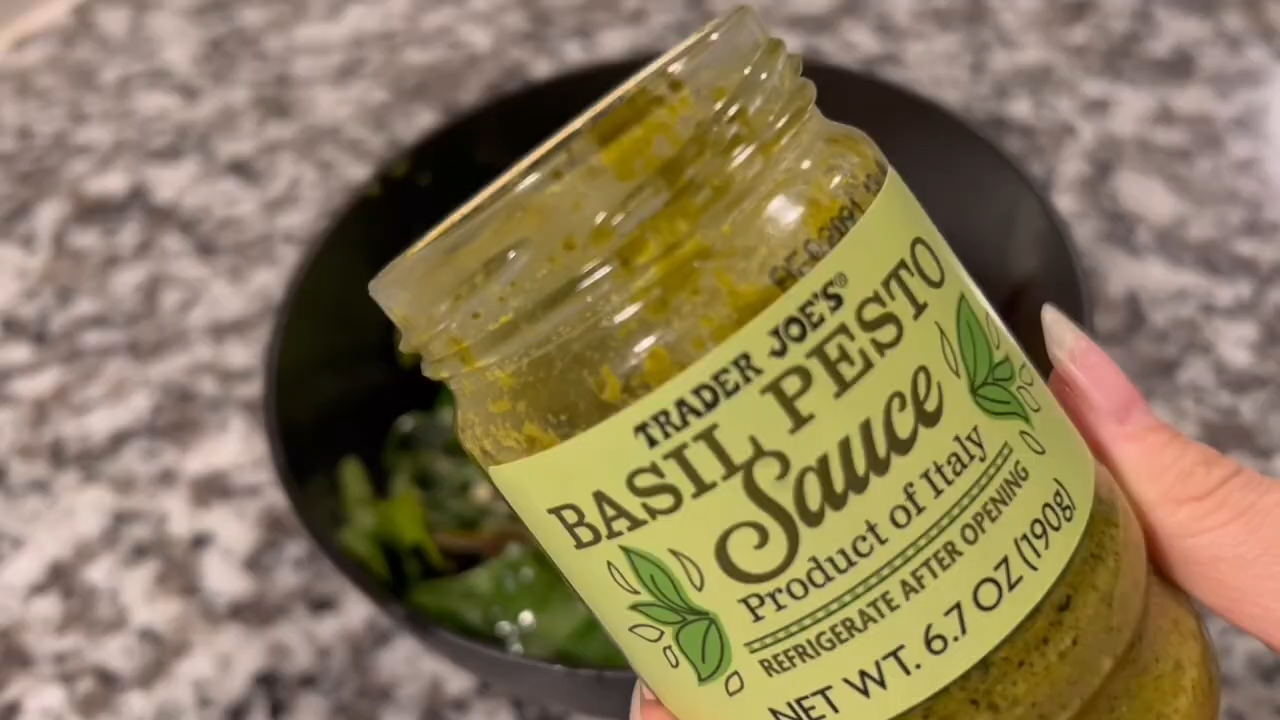 TRADER JOE'S®
BASIL PESTO
Sauce
Product of Italy
REFRIGERATE AFTER OPENING
NET WT. 6.7 OZ (190g)